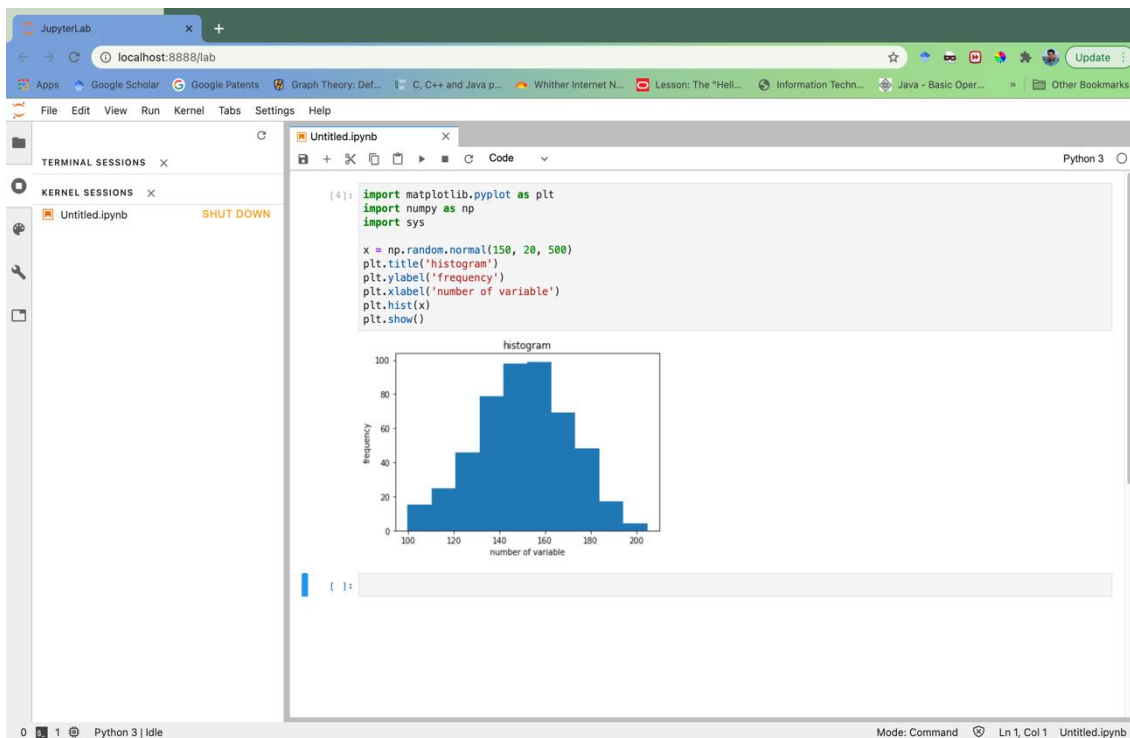 JupyterLab
localhost:8888/lab
Update
Apps
Google Scholar
Google Patents
Graph Theory: Def...
C, C++ and Java p...
Whither Internet N...
Lesson: The "Hell...
Information Techn...
Java - Basic Oper...
»
Other Bookmarks
File Edit View Run Kernel Tabs Settings Help
TERMINAL SESSIONS
KERNEL SESSIONS
Untitled.ipynb SHUT DOWN
Untitled.ipynb
Code
Python 3
[4]: import matplotlib.pyplot as plt
import numpy as np
import sys
x = np.random.normal(150, 20, 500)
plt.title('histogram')
plt.ylabel('frequency')
plt.xlabel('number of variable')
plt.hist(x)
plt.show()
histogram
100
80
60
40
20
0
frequency
100 120 140 160 180 200
number of variable
[ ]:
0 1 Python 3 | Idle
Mode: Command Ln 1, Col 1 Untitled.ipynb